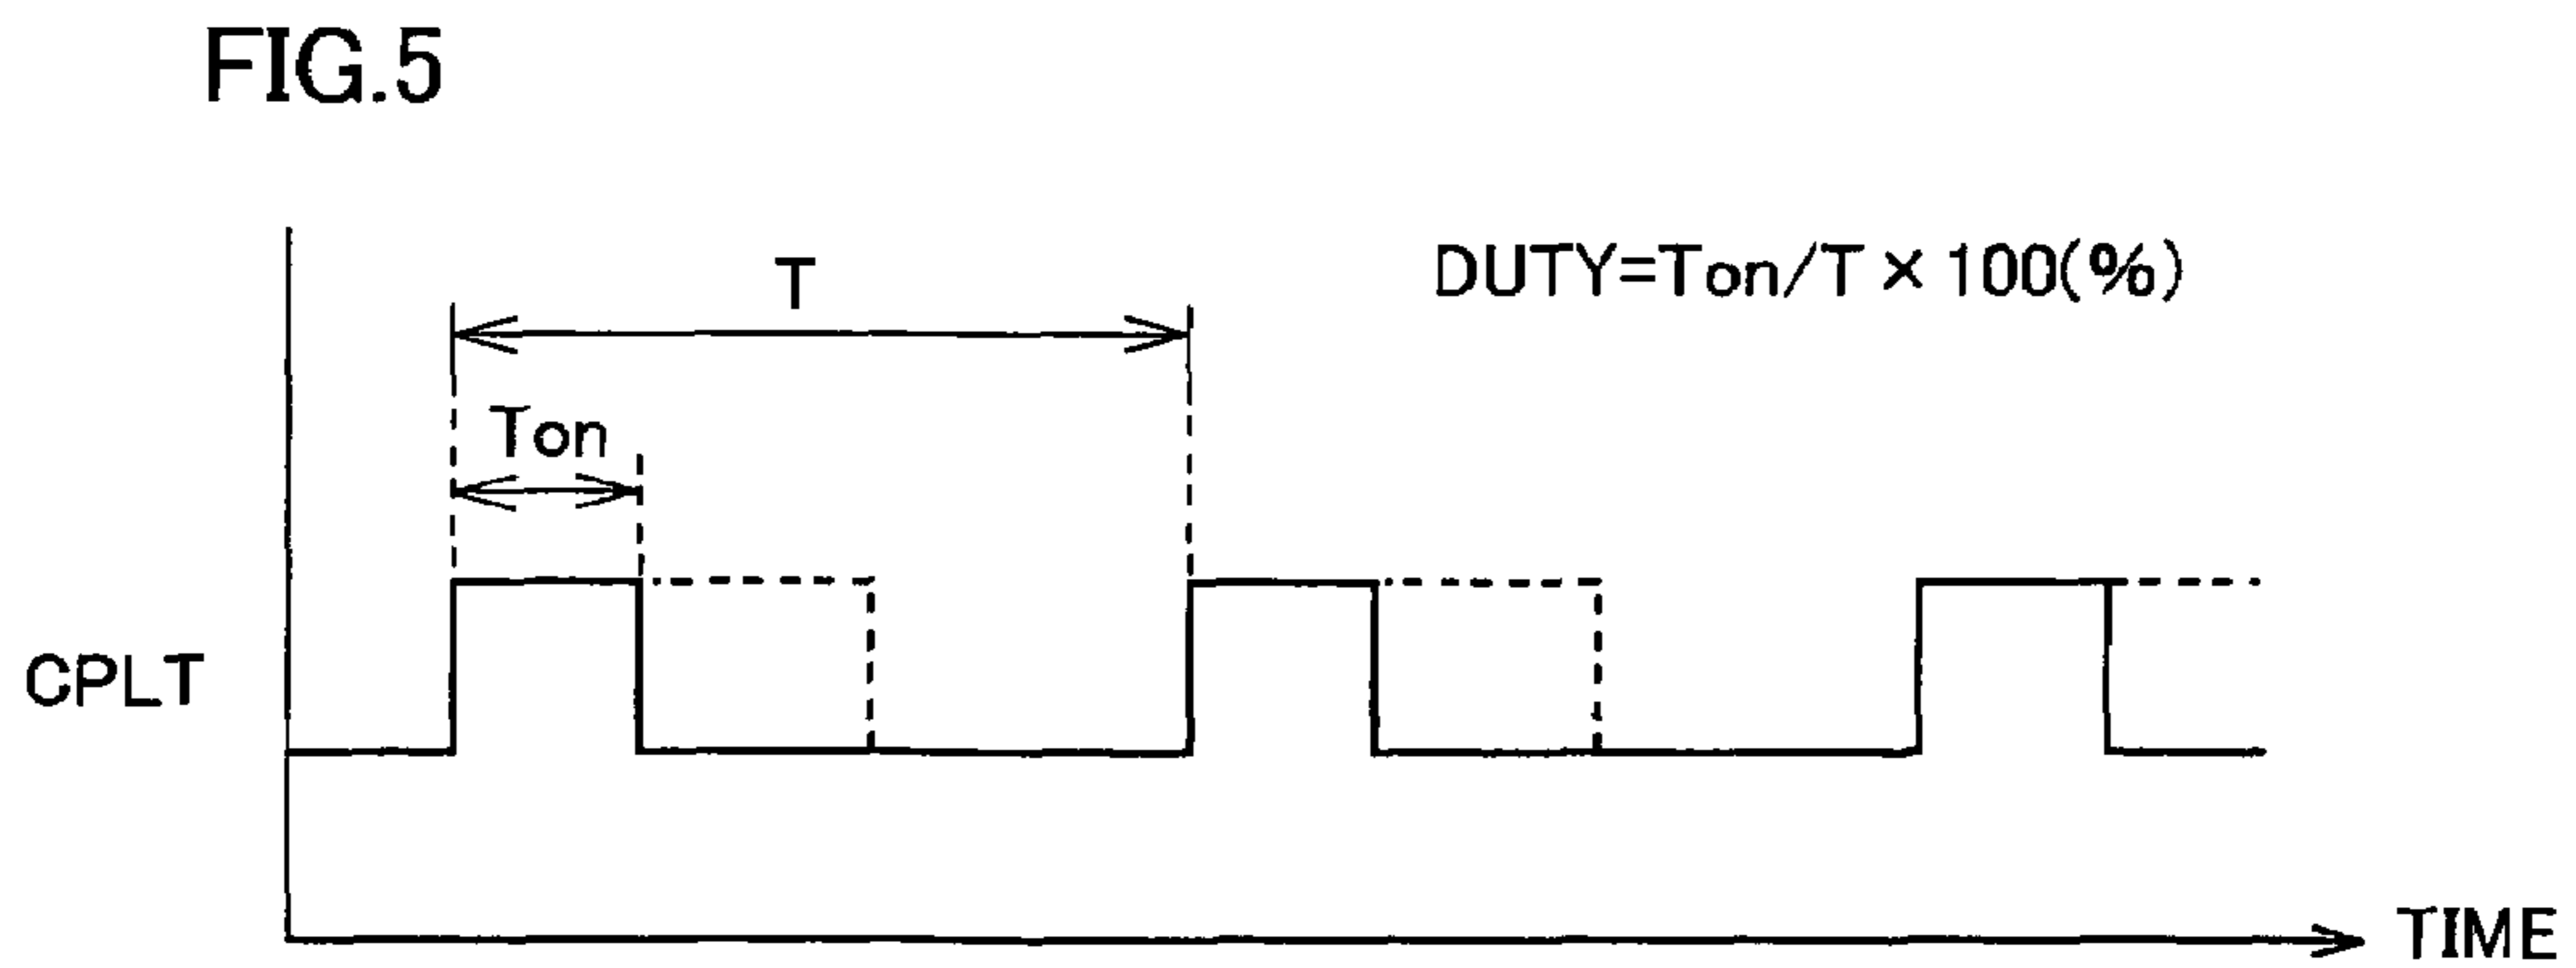 FIG.5
DUTY=Ton/T×100(%)
T
Ton
CPLT
TIME